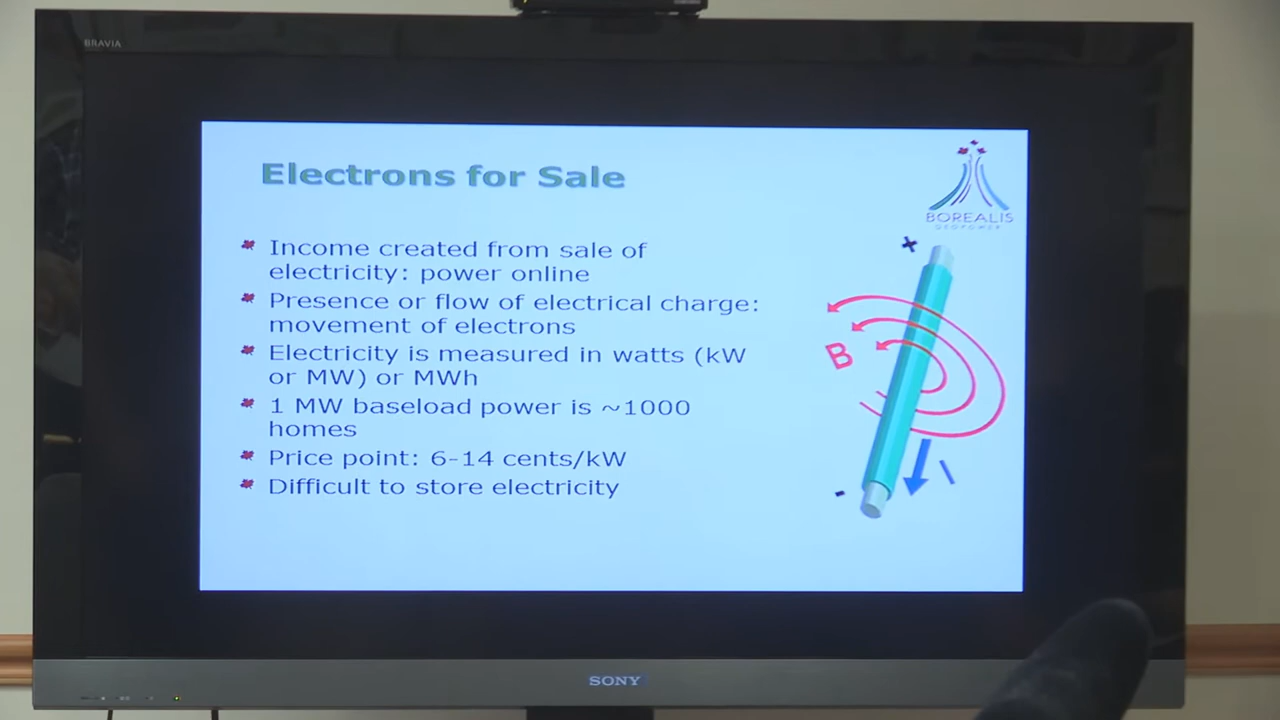 BRAVIA
Electrons for Sale
BOREALIS
GEOPOWER
Income created from sale of
electricity: power online
Presence or flow of electrical charge:
movement of electrons
Electricity is measured in watts (kW
or MW) or MWh
1 MW baseload power is ~1000
homes
Price point: 6-14 cents/kW
Difficult to store electricity
+
B
I
-
SONY